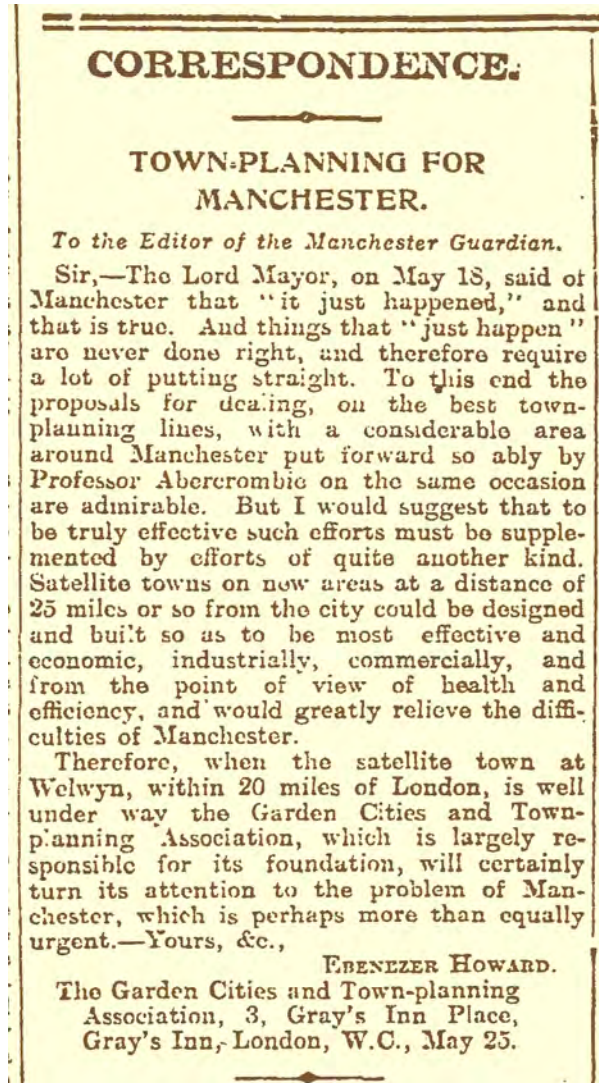 CORRESPONDENCE.
TOWN-PLANNING FOR
MANCHESTER.
To the Editor of the Manchester Guardian.
Sir,—The Lord Mayor, on May 18, said of
Manchester that "it just happened," and
that is true. And things that "just happen"
are never done right, and therefore require
a lot of putting straight. To this end the
proposals for dealing, on the best town-
planning lines, with a considerable area
around Manchester put forward so ably by
Professor Abercrombie on the same occasion
are admirable. But I would suggest that to
be truly effective such efforts must be supple-
mented by efforts of quite another kind.
Satellite towns on new areas at a distance of
25 miles or so from the city could be designed
and built so as to be most effective and
economic, industrially, commercially, and
from the point of view of health and
efficiency, and would greatly relieve the diffi-
culties of Manchester.
Therefore, when the satellite town at
Welwyn, within 20 miles of London, is well
under way the Garden Cities and Town-
planning Association, which is largely re-
sponsible for its foundation, will certainly
turn its attention to the problem of Man-
chester, which is perhaps more than equally
urgent.—Yours, &c.,
EBENEZER HOWARD.
The Garden Cities and Town-planning
Association, 3, Gray's Inn Place,
Gray's Inn, London, W.C., May 25.